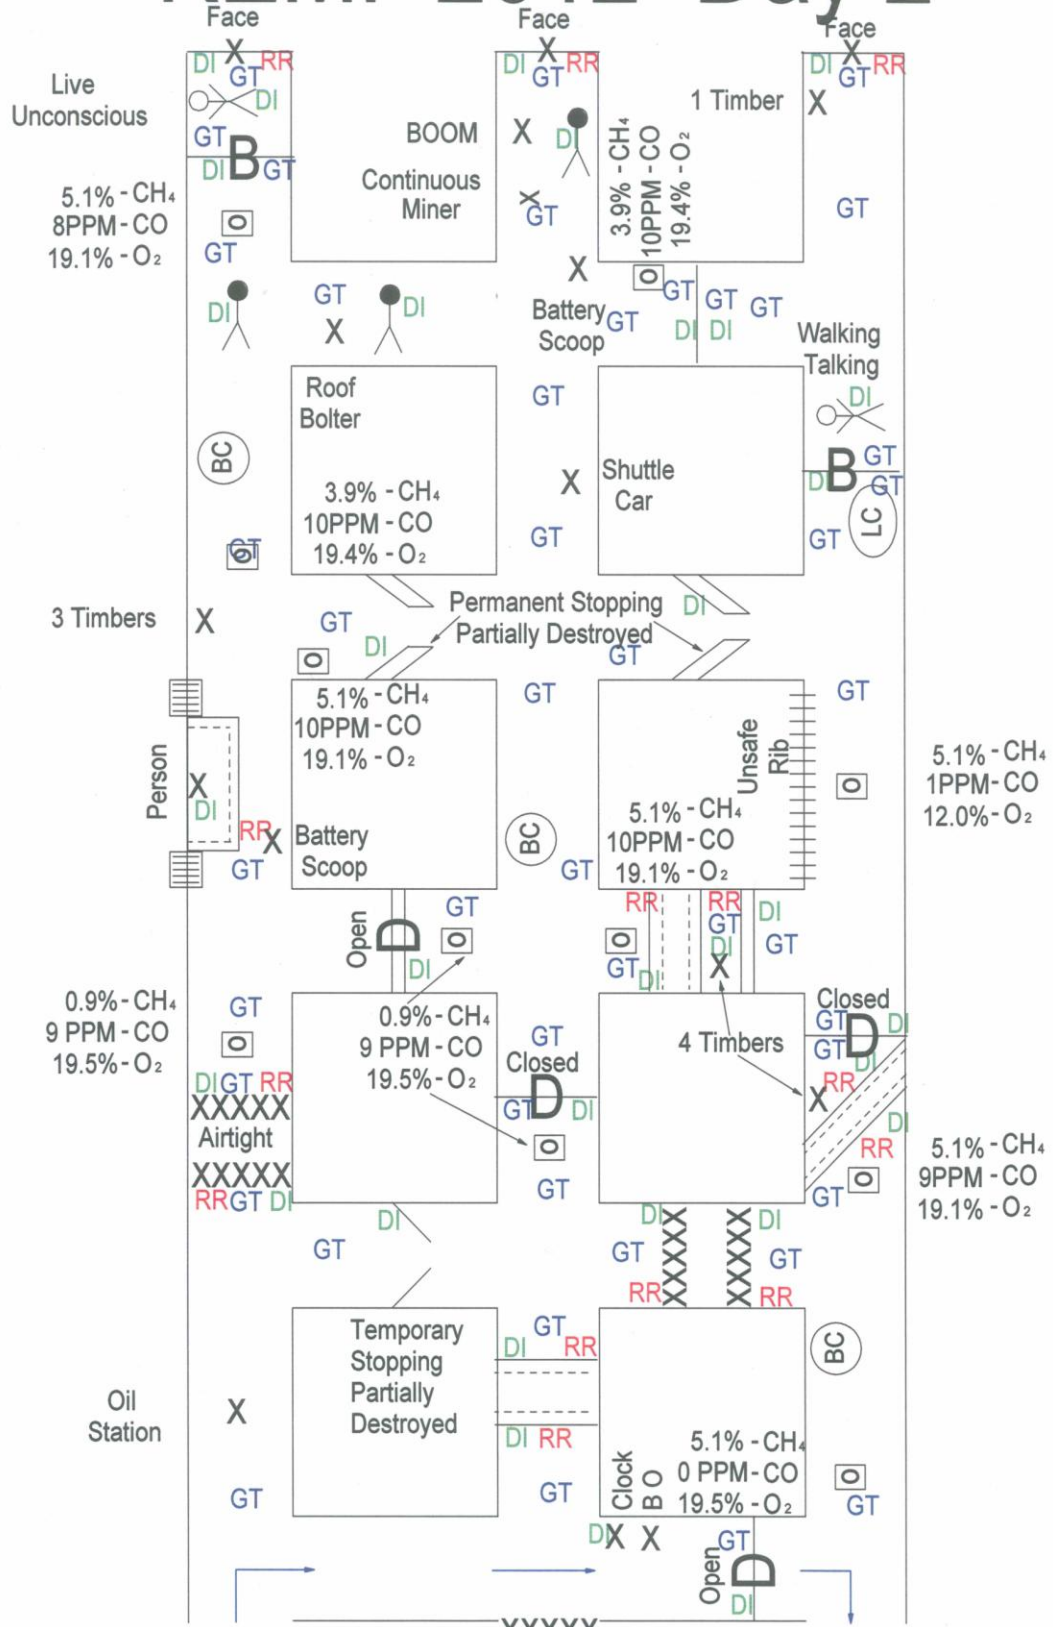 2012 Day 2
Face
Face
Face
X
X
X
DI GT RR
DI GT RR
DI GT RR
Live
Unconscious
DI
GT
B
DI GT
BOOM X
Continuous
Miner
X
GT
DI
3.9% - CH₄
10PPM - CO
19.4% - O₂
1 Timber X
GT
5.1% - CH₄
8PPM - CO
19.1% - O₂
O
GT
DI
GT
X
DI
X
Battery
Scoop
GT
O
GT
GT
GT
DI DI
Walking
Talking
DI
Roof
Bolter
GT
BC
3.9% - CH₄
10PPM - CO
19.4% - O₂
X
Shuttle
Car
B
DI
GT
GT
LC
GT
GT
O
GT
3 Timbers X
GT
DI
O
Permanent Stopping
Partially Destroyed
DI
GT
GT
GT
5.1% - CH₄
10PPM - CO
19.1% - O₂
Person
X
DI
RR
X
Battery
Scoop
GT
BC
GT
Unsafe
Rib
5.1% - CH₄
10PPM - CO
19.1% - O₂
O
5.1% - CH₄
1PPM - CO
12.0% - O₂
Open
D
DI
GT
O
O
GT
RR
DI
RR
GT
DI
X
DI
GT
0.9% - CH₄
9 PPM - CO
19.5% - O₂
GT
O
DI GT RR
XXXXX
Airtight
XXXXX
RR GT DI
0.9% - CH₄
9 PPM - CO
19.5% - O₂
GT
Closed
D
GT
DI
O
GT
4 Timbers
Closed
GT
D
DI
GT
DI
RR
X
DI
RR
O
GT
5.1% - CH₄
9PPM - CO
19.1% - O₂
DI
GT
DI
XXXXX
XXXXX
DI
GT
GT
RR
RR
Temporary
Stopping
Partially
Destroyed
GT
DI RR
DI RR
GT
BC
Oil
Station
X
GT
Clock
B O
5.1% - CH₄
0 PPM - CO
19.5% - O₂
O
GT
DI
X X
GT
Open
D
DI
XXXXX